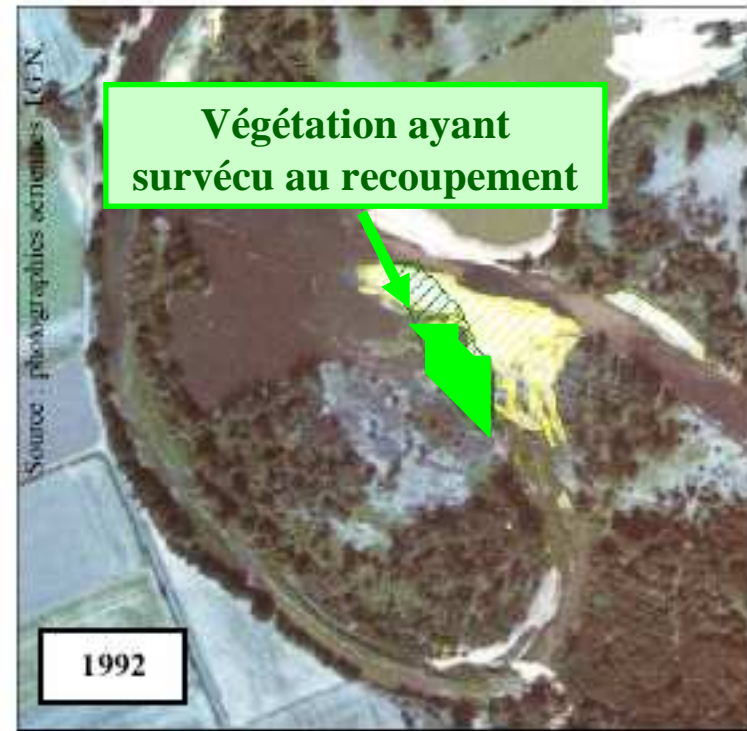 Végétation ayant
survécu au recoupement
Source : photographies aériennes I.G.N.
1992